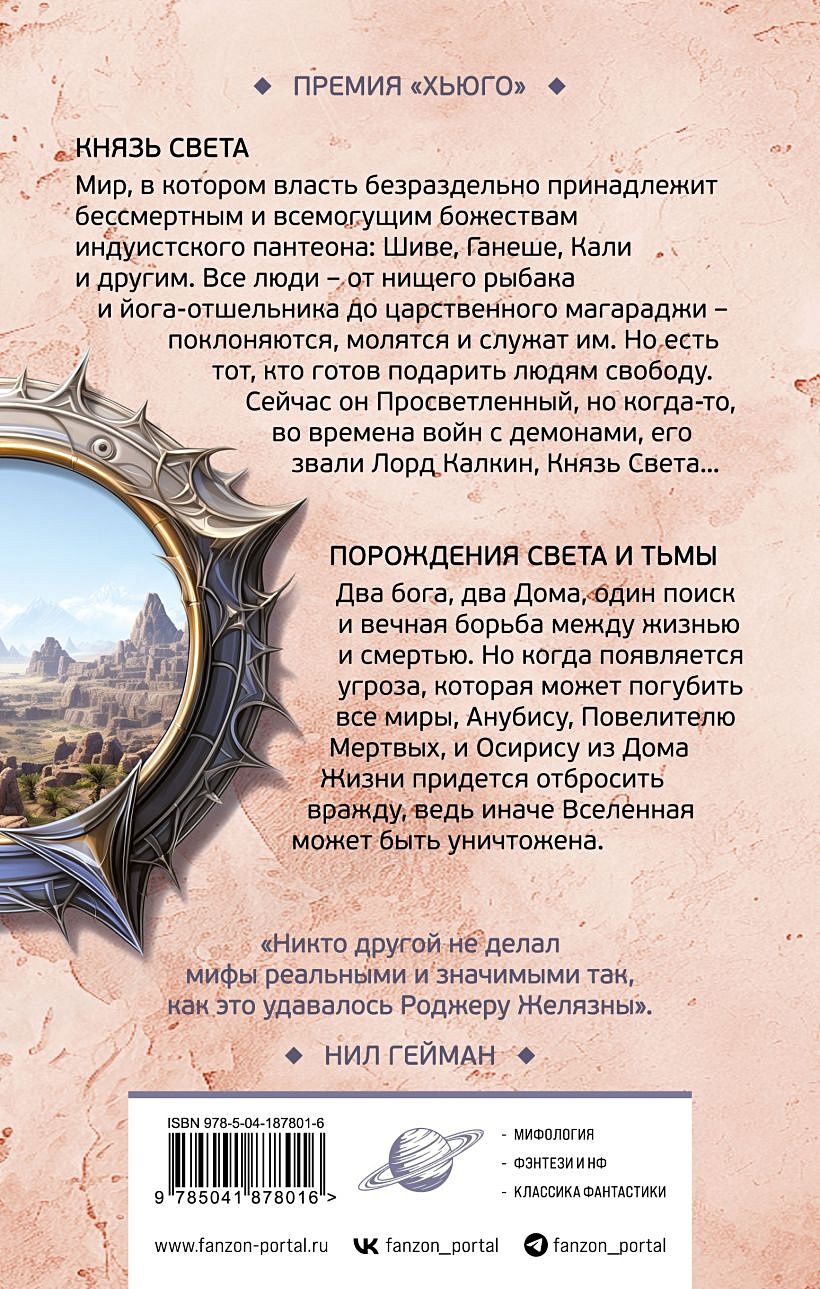 ◆ ПРЕМИЯ «ХЬЮГО» ◆
КНЯЗЬ СВЕТА
Мир, в котором власть безраздельно принадлежит
бессмертным и всемогущим божествам
индуистского пантеона: Шиве, Ганеше, Кали
и другим. Все люди – от нищего рыбака
и йога-отшельника до царственного магараджи –
поклоняются, молятся и служат им. Но есть
тот, кто готов подарить людям свободу.
Сейчас он Просветленный, но когда-то,
во времена войн с демонами, его
звали Лорд Калкин, Князь Света...
ПОРОЖДЕНИЯ СВЕТА И ТЬМЫ
Два бога, два Дома, один поиск
и вечная борьба между жизнью
и смертью. Но когда появляется
угроза, которая может погубить
все миры, Анубису, Повелителю
Мертвых, и Осирису из Дома
Жизни придется отбросить
вражду, ведь иначе Вселенная
может быть уничтожена.
«Никто другой не делал
мифы реальными и значимыми так,
как это удавалось Роджеру Желязны».
◆ НИЛ ГЕЙМАН ◆
ISBN 978-5-04-187801-6
9 785041 878016 >
- МИФОЛОГИЯ
- ФЭНТЕЗИ И НФ
- КЛАССИКА ФАНТАСТИКИ
www.fanzon-portal.ru fanzon_portal fanzon_portal